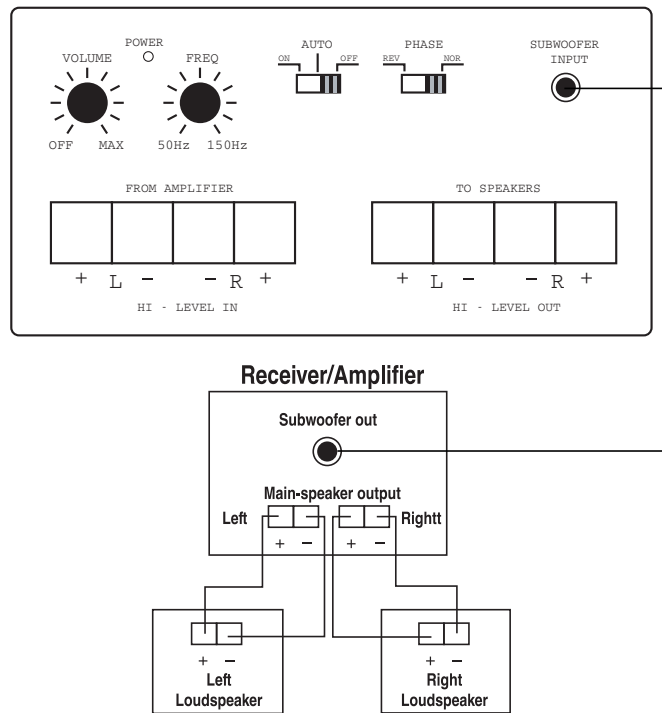 POWER
VOLUME
FREQ
AUTO
ON
OFF
PHASE
REV
NOR
SUBWOOFER
INPUT
OFF MAX
50Hz 150Hz
FROM AMPLIFIER
TO SPEAKERS
+ L − − R +
+ L − − R +
HI - LEVEL IN
HI - LEVEL OUT
Receiver/Amplifier
Subwoofer out
Main-speaker output
Left
Rightt
+ − + −
+ −
Left
Loudspeaker
+ −
Right
Loudspeaker